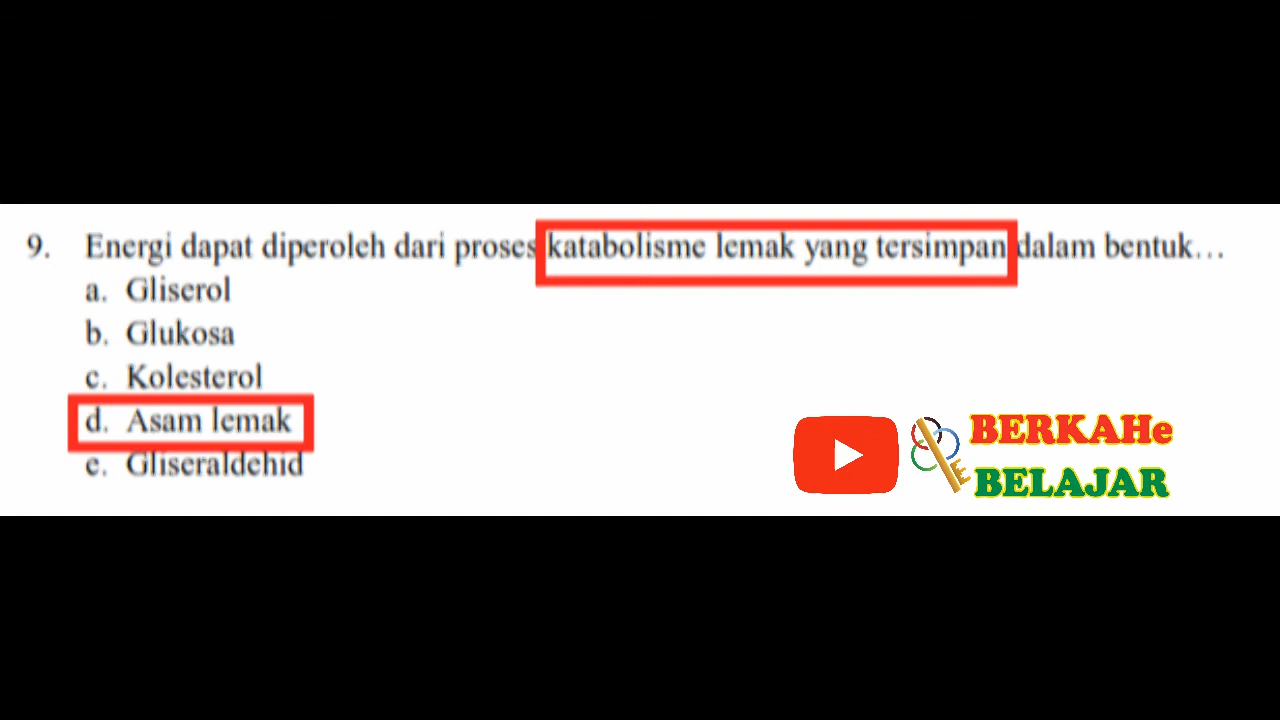 9. Energi dapat diperoleh dari proses katabolisme lemak yang tersimpan dalam bentuk…
a. Gliserol
b. Glukosa
c. Kolesterol
d. Asam lemak
e. Gliseraldehid
BERKAHe
BELAJAR